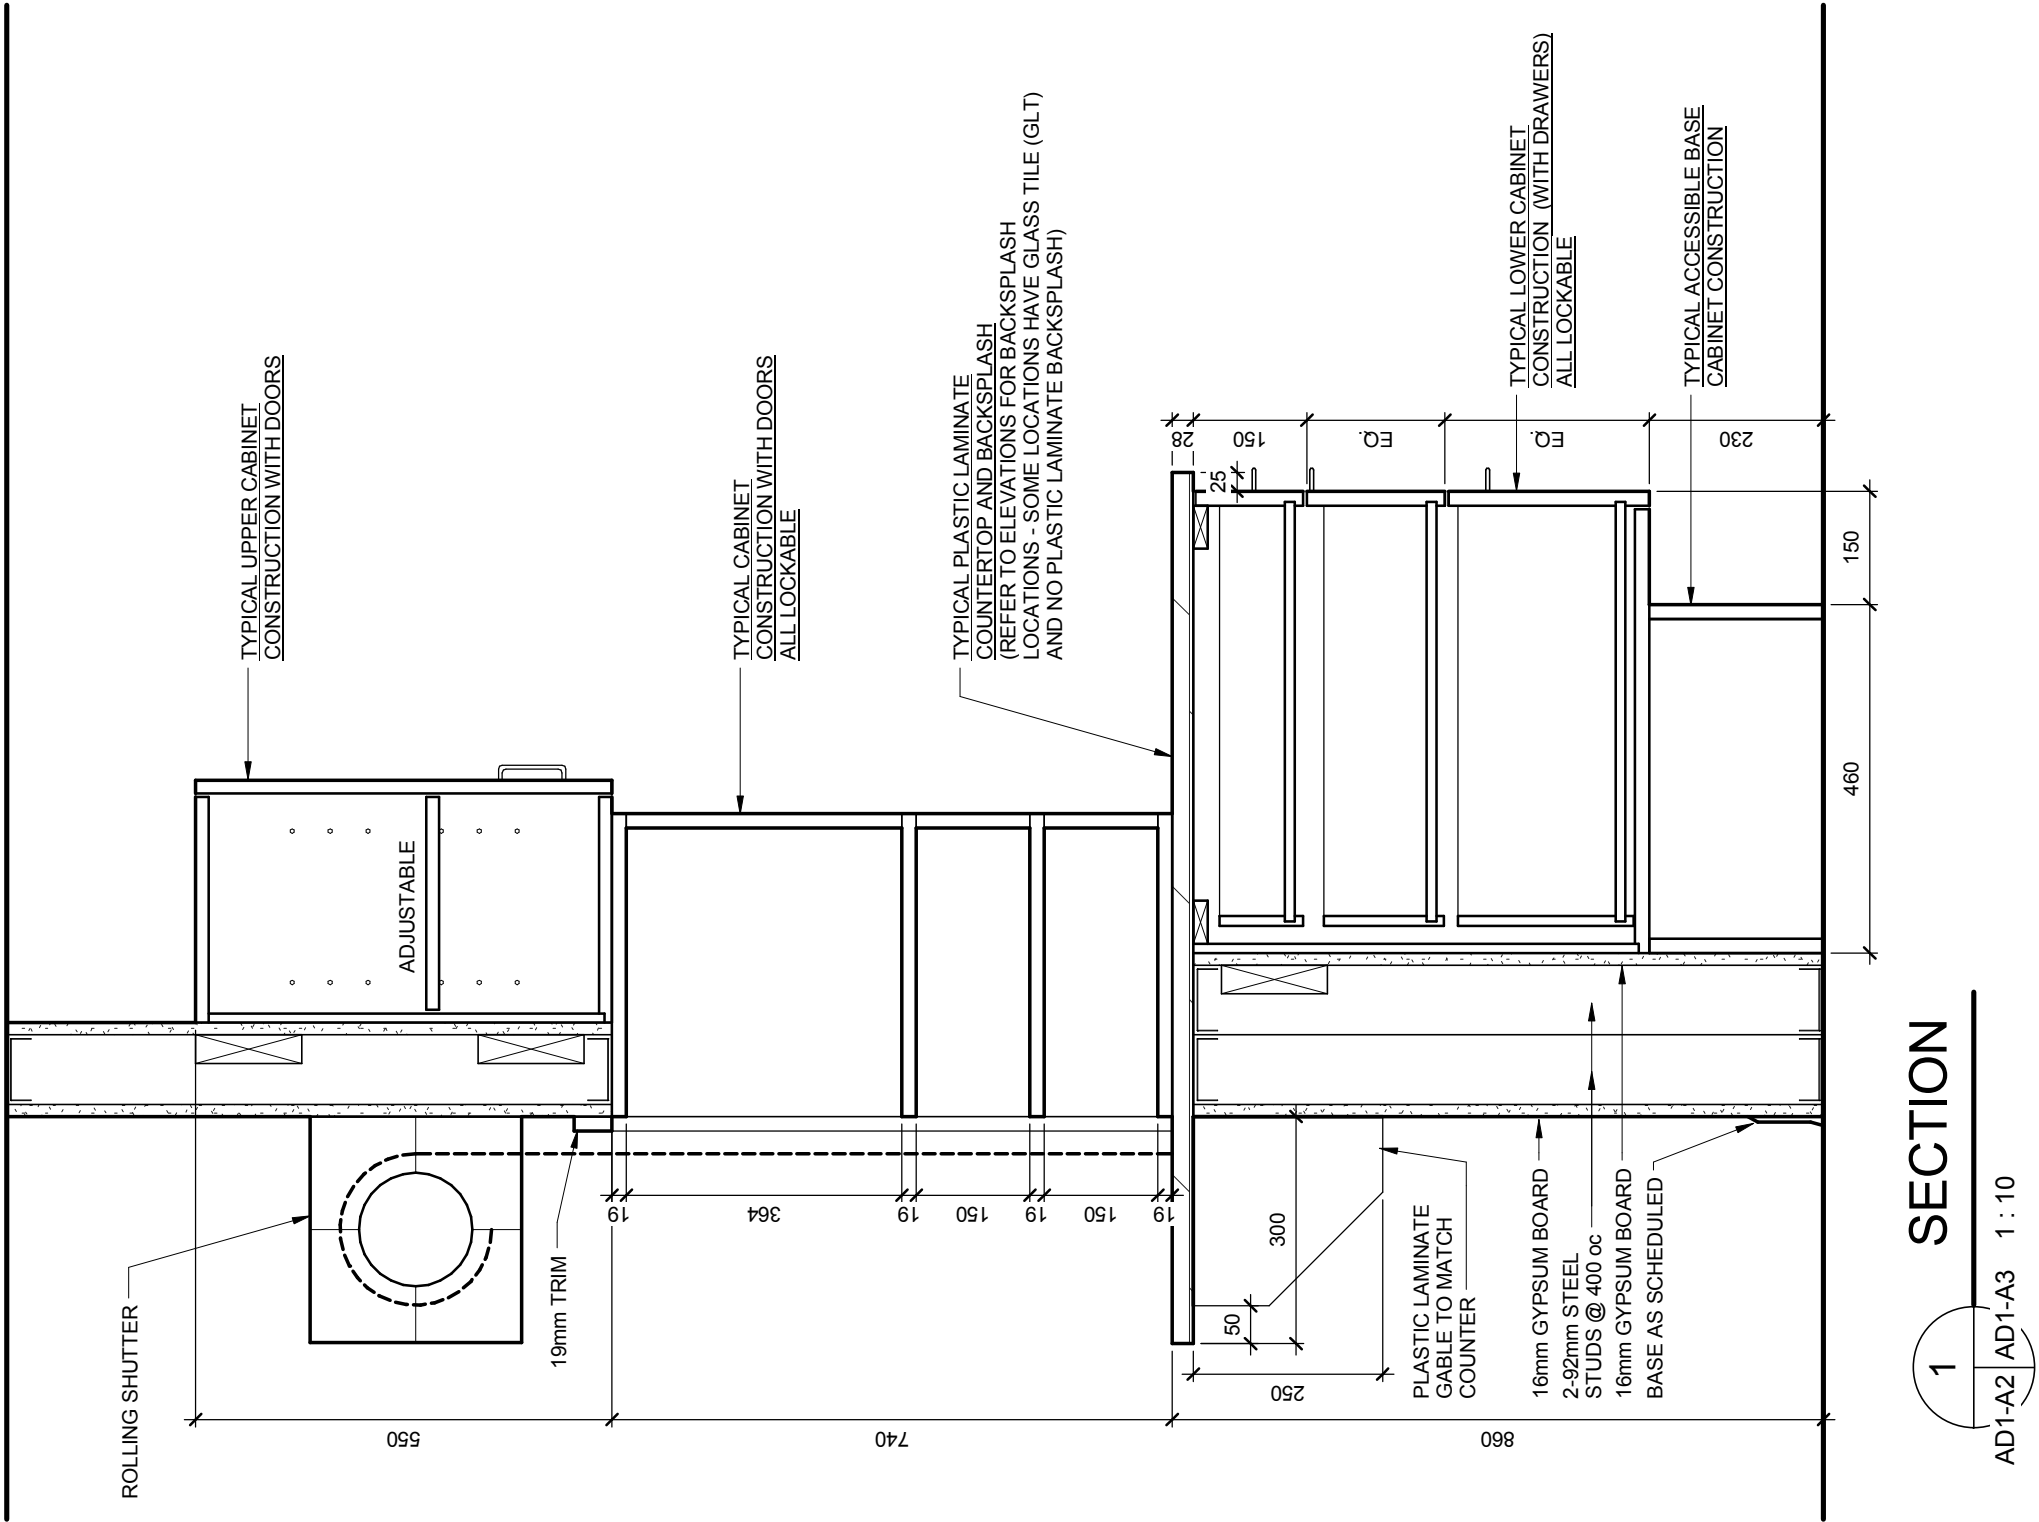 ROLLING SHUTTER
19mm TRIM
PLASTIC LAMINATE
GABLE TO MATCH
COUNTER
16mm GYPSUM BOARD
2-92mm STEEL
STUDS @ 400 oc
16mm GYPSUM BOARD
BASE AS SCHEDULED
550
740
860
19
364
19
150
19
150
19
300
50
250
ADJUSTABLE
TYPICAL UPPER CABINET
CONSTRUCTION WITH DOORS
TYPICAL CABINET
CONSTRUCTION WITH DOORS
ALL LOCKABLE
TYPICAL PLASTIC LAMINATE
COUNTERTOP AND BACKSPLASH
(REFER TO ELEVATIONS FOR BACKSPLASH
LOCATIONS - SOME LOCATIONS HAVE GLASS TILE (GLT)
AND NO PLASTIC LAMINATE BACKSPLASH)
TYPICAL LOWER CABINET
CONSTRUCTION (WITH DRAWERS)
ALL LOCKABLE
TYPICAL ACCESSIBLE BASE
CABINET CONSTRUCTION
28
150
EQ.
EQ.
230
25
460
150
1
SECTION
AD1-A2 AD1-A3 1 : 10